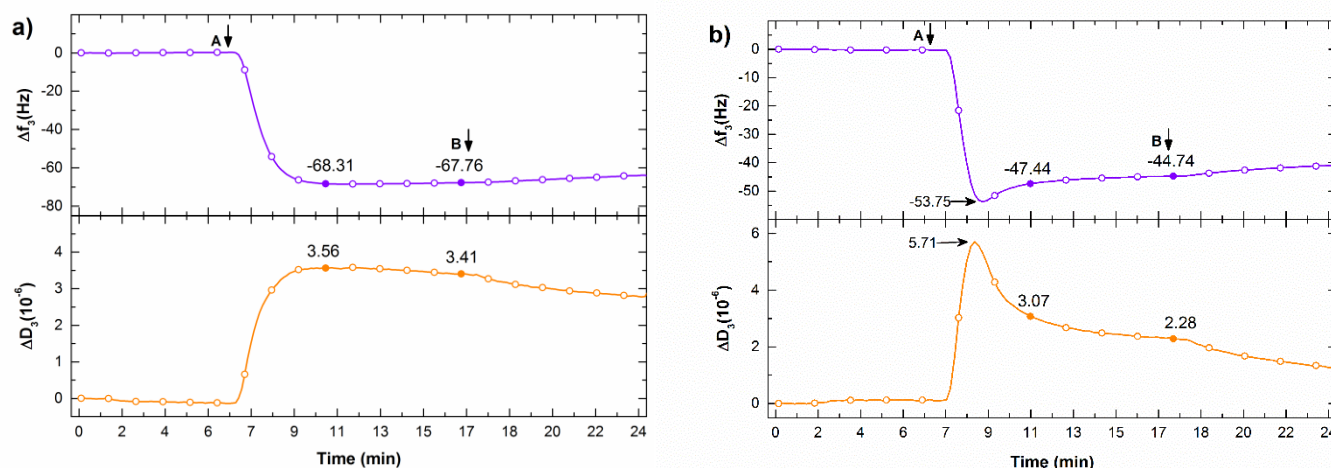 a)
A
B
0
-20
-40
-60
-80
Δf₃(Hz)
-68.31
-67.76
4
3
2
1
0
ΔD₃(10⁻⁶)
3.56
3.41
0 2 4 6 7 9 11 13 15 17 19 20 22 24
Time (min)
b)
A
B
0
-10
-20
-30
-40
-50
Δf₃(Hz)
-47.44
-44.74
-53.75
6
4
2
0
ΔD₃(10⁻⁶)
5.71
3.07
2.28
0 2 4 6 7 9 11 13 15 17 19 20 22 24
Time (min)